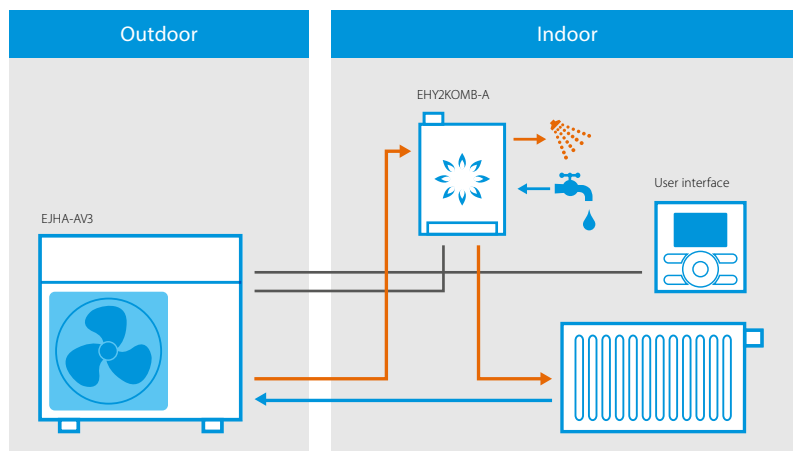 Outdoor
Indoor
EHY2KOMB-A
User interface
EJHA-AV3